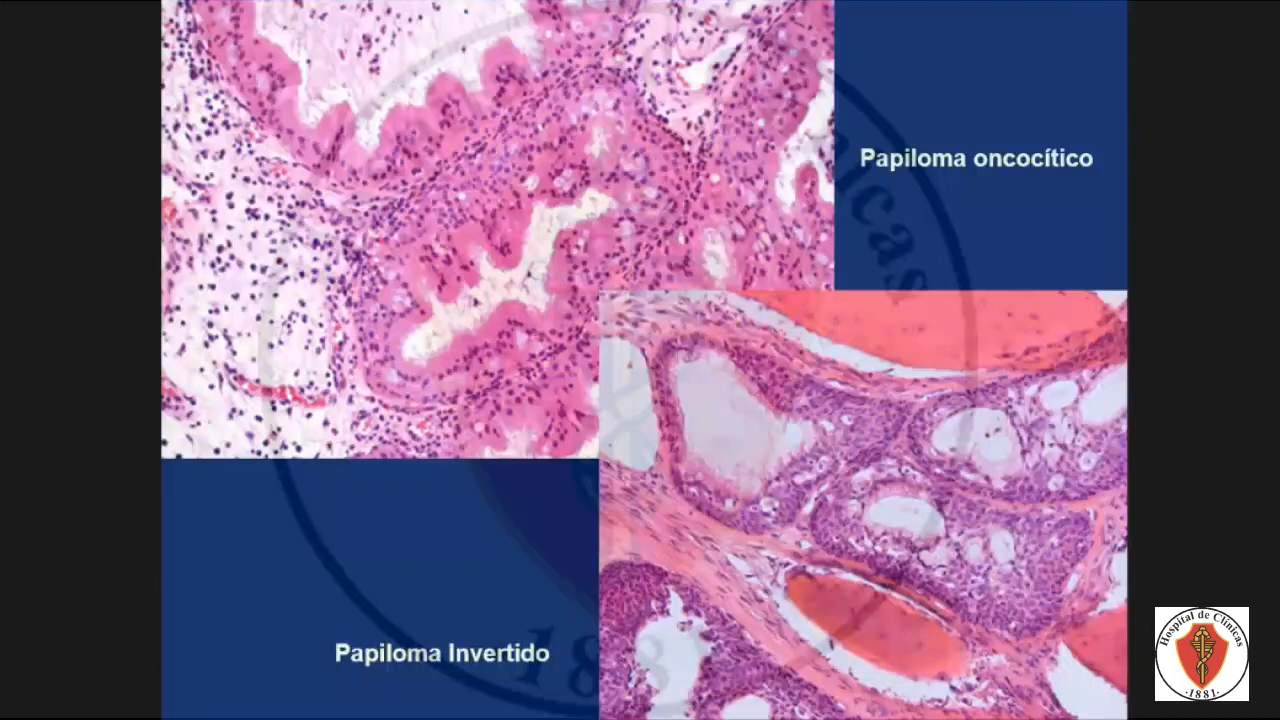 Papiloma oncocítico
Papiloma Invertido
Hospital de Clínicas
·1881·